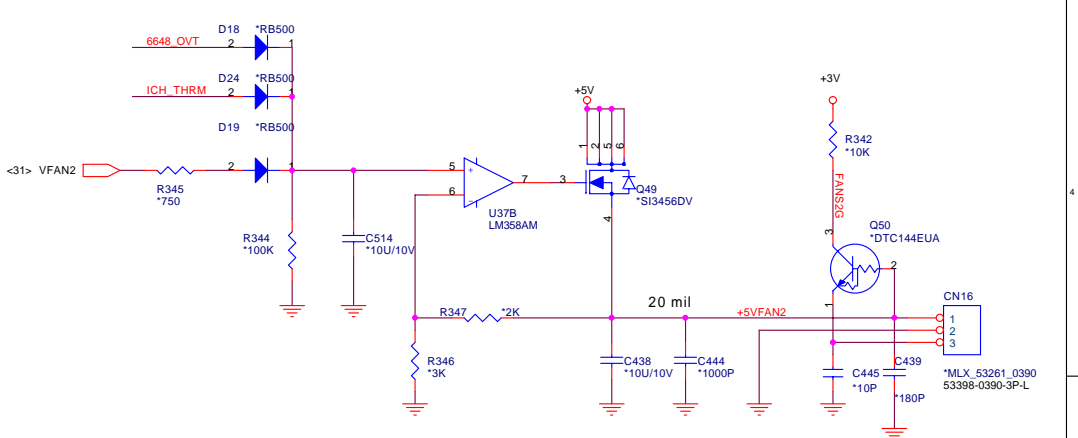 D18 *RB500
6648_OVT 2 1
D24 *RB500
ICH_THRM 2 1
D19 *RB500
<31> VFAN2 2 1
R345
*750
R344
*100K
C514
*10U/10V
5
+
6
-
7
U37B
LM358AM
+5V
1 2 5 6
3
Q49
*SI3456DV
4
+3V
R342
*10K
FANS2G
3
Q50
*DTC144EUA
2
1
R347 *2K
20 mil
+5VFAN2
R346
*3K
C438
*10U/10V
C444
*1000P
C445
*10P
C439
*180P
CN16
1
2
3
*MLX_53261_0390
53398-0390-3P-L
4